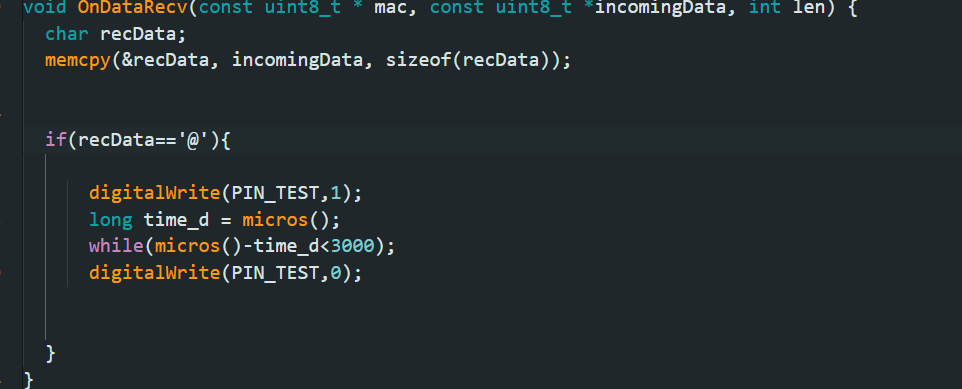 void OnDataRecv(const uint8_t * mac, const uint8_t *incomingData, int len) {
char recData;
memcpy(&recData, incomingData, sizeof(recData));
if(recData=='@'){
digitalWrite(PIN_TEST,1);
long time_d = micros();
while(micros()-time_d<3000);
digitalWrite(PIN_TEST,0);
}
}